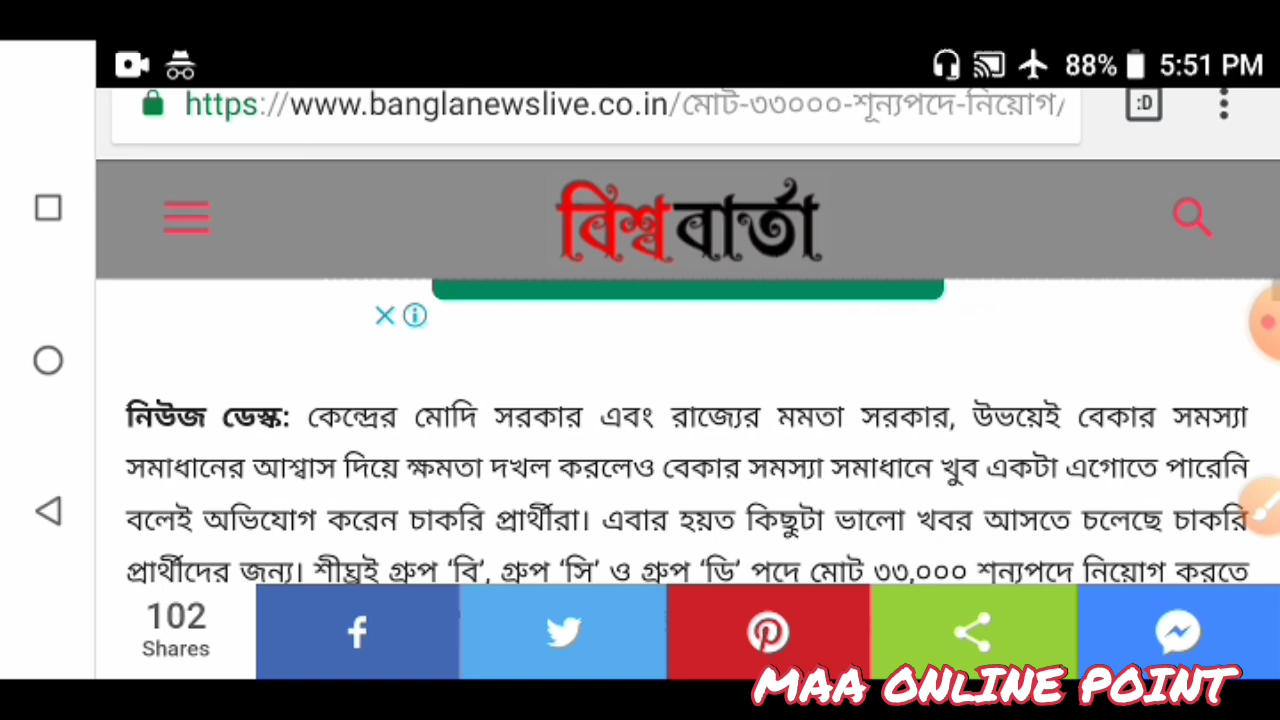 88% 5:51 PM
https://www.banglanewslive.co.in/মোট-৩৩০০০-শূন্যপদে-নিয়োগ/
:D
বিশ্ব বার্তা
নিউজ ডেস্ক: কেন্দ্রের মোদি সরকার এবং রাজ্যের মমতা সরকার, উভয়েই বেকার সমস্যা
সমাধানের আশ্বাস দিয়ে ক্ষমতা দখল করলেও বেকার সমস্যা সমাধানে খুব একটা এগোতে পারেনি
বলেই অভিযোগ করেন চাকরি প্রার্থীরা। এবার হয়ত কিছুটা ভালো খবর আসতে চলেছে চাকরি
প্রার্থীদের জন্য। শীঘ্রই গ্রুপ ‘বি’, গ্রুপ ‘সি’ ও গ্রুপ ‘ডি’ পদে মোট ৩৩,০০০ শূন্যপদে নিয়োগ করতে
102
Shares
MAA ONLINE POINT